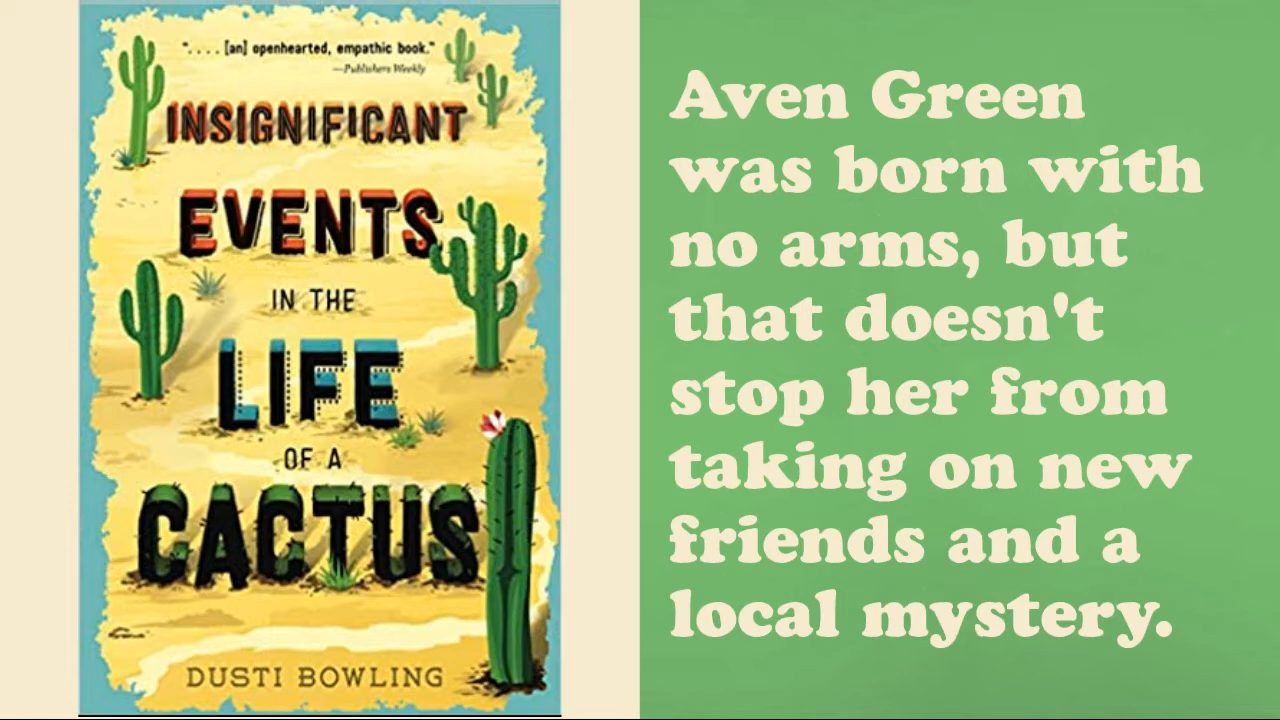 ". . . . [an] openhearted, empathic book."
—Publishers Weekly
INSIGNIFICANT
EVENTS
IN THE
LIFE
OF A
CACTUS
DUSTI BOWLING
Aven Green
was born with
no arms, but
that doesn't
stop her from
taking on new
friends and a
local mystery.